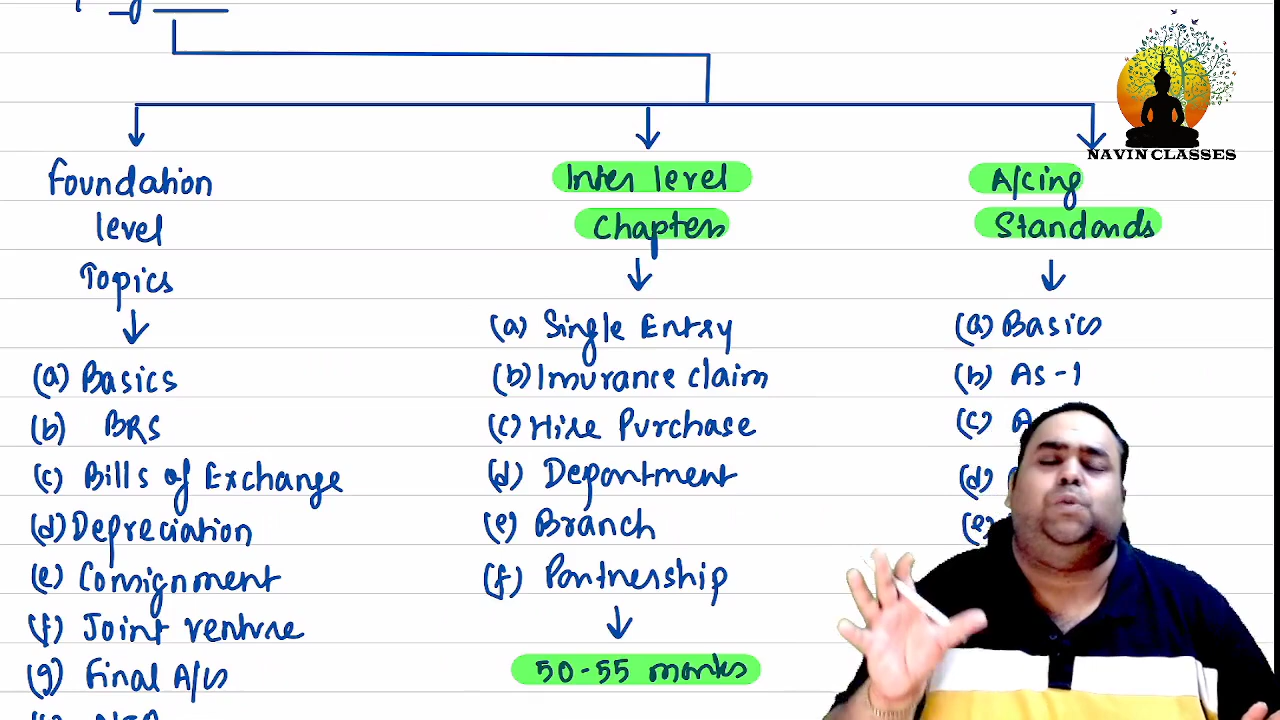 NAVIN CLASSES
Foundation
level
Topics
(a) Basics
(b) BRS
(c) Bills of Exchange
(d) Depreciation
(e) Consignment
(f) Joint venture
(g) Final A/cs
Inter level
Chapters
(a) Single Entry
(b) Insurance claim
(c) Hire Purchase
(d) Department
(e) Branch
(f) Partnership
50-55 marks
A/cing
Standards
(a) Basics
(b) AS-1
(c) A
(d)
(e)